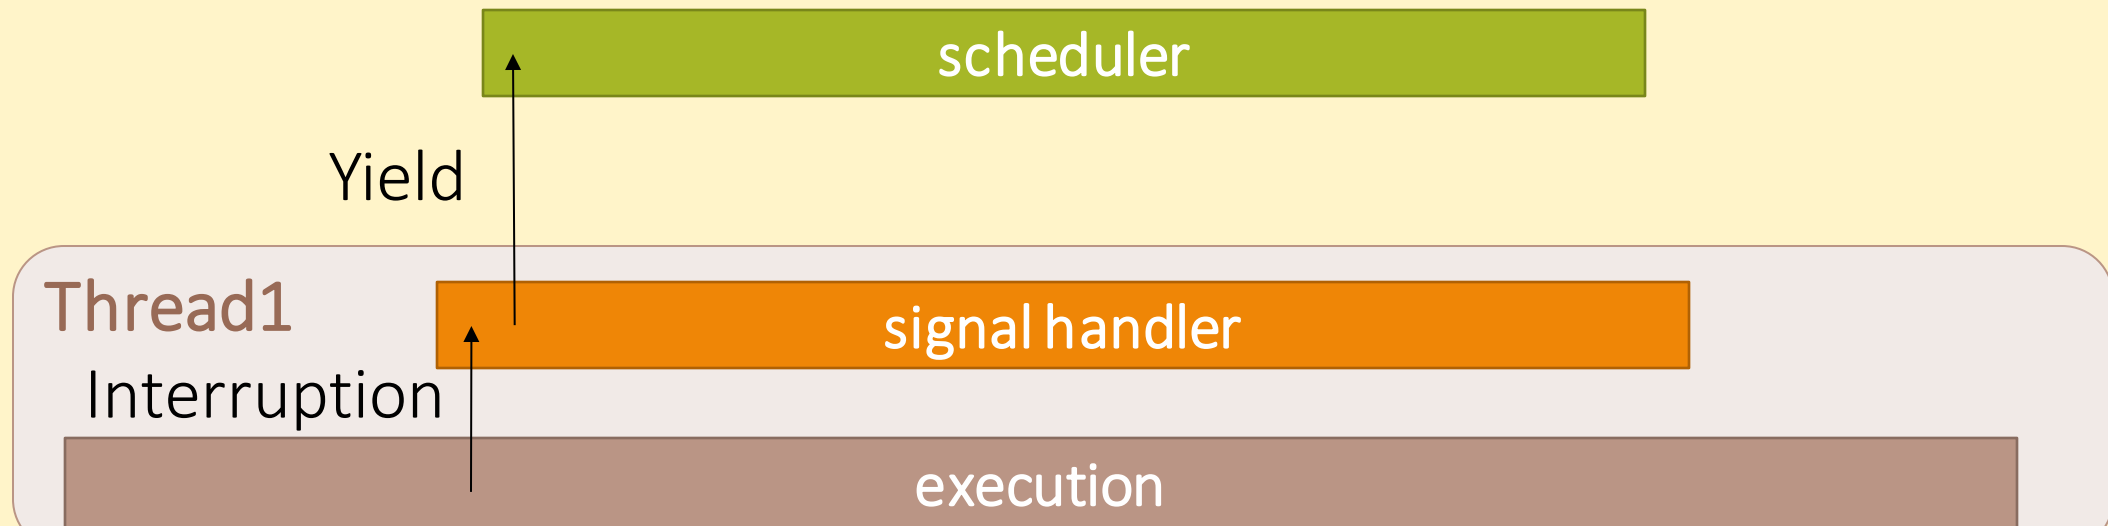 scheduler
Yield
Thread1
signal handler
Interruption
execution